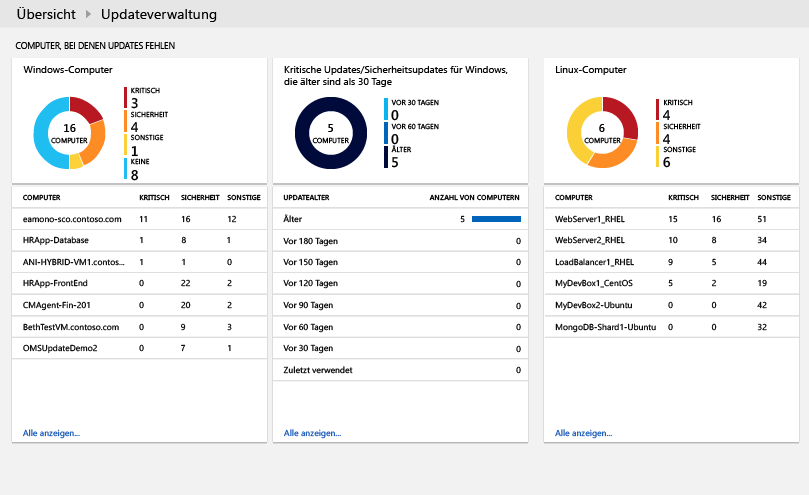 Übersicht Updateverwaltung
COMPUTER, BEI DENEN UPDATES FEHLEN
Windows-Computer
16
COMPUTER
KRITISCH
3
SICHERHEIT
4
SONSTIGE
1
KEINE
8
COMPUTER KRITISCH SICHERHEIT SONSTIGE
eamono-sco.contoso.com 11 16 12
HRApp-Database 1 8 1
ANI-HYBRID-VM1.contos... 1 1 0
HRApp-FrontEnd 0 22 2
CMAgent-Fin-201 0 20 2
BethTestVM.contoso.com 0 9 3
OMSUpdateDemo2 0 7 1
Alle anzeigen...
Kritische Updates/Sicherheitsupdates für Windows,
die älter sind als 30 Tage
5
COMPUTER
VOR 30 TAGEN
0
VOR 60 TAGEN
0
ÄLTER
5
UPDATEALTER ANZAHL VON COMPUTERN
Älter 5
Vor 180 Tagen 0
Vor 150 Tagen 0
Vor 120 Tagen 0
Vor 90 Tagen 0
Vor 60 Tagen 0
Vor 30 Tagen 0
Zuletzt verwendet 0
Alle anzeigen...
Linux-Computer
6
COMPUTER
KRITISCH
4
SICHERHEIT
4
SONSTIGE
6
COMPUTER KRITISCH SICHERHEIT SONSTIGE
WebServer1_RHEL 15 16 51
WebServer2_RHEL 10 8 34
LoadBalancer1_RHEL 9 5 44
MyDevBox1_CentOS 5 2 19
MyDevBox2-Ubuntu 0 0 42
MongoDB-Shard1-Ubuntu 0 0 32
Alle anzeigen...